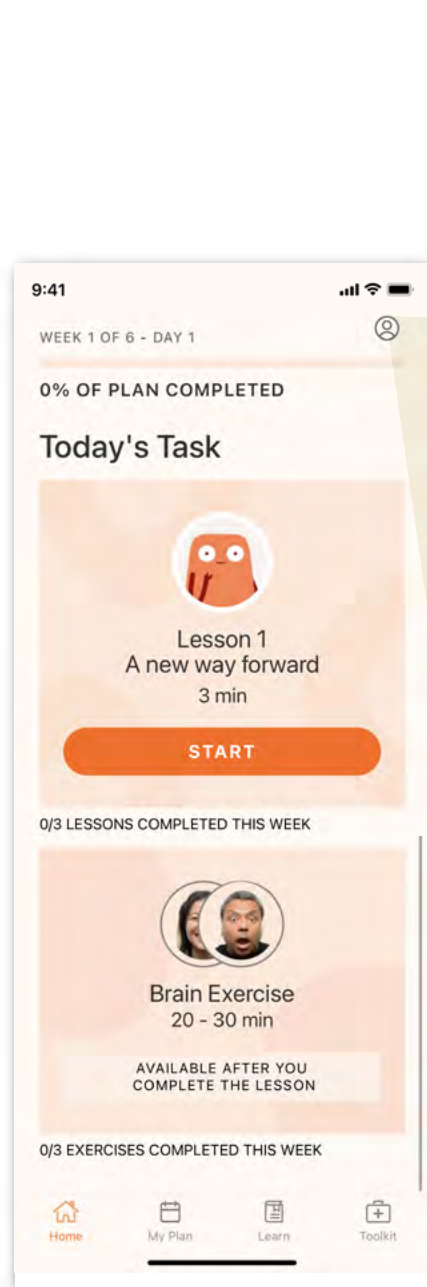 9:41
WEEK 1 OF 6 - DAY 1
0% OF PLAN COMPLETED
Today's Task
Lesson 1
A new way forward
3 min
START
0/3 LESSONS COMPLETED THIS WEEK
Brain Exercise
20 - 30 min
AVAILABLE AFTER YOU
COMPLETE THE LESSON
0/3 EXERCISES COMPLETED THIS WEEK
Home My Plan Learn Toolkit